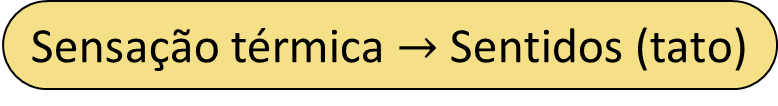 Sensação térmica → Sentidos (tato)